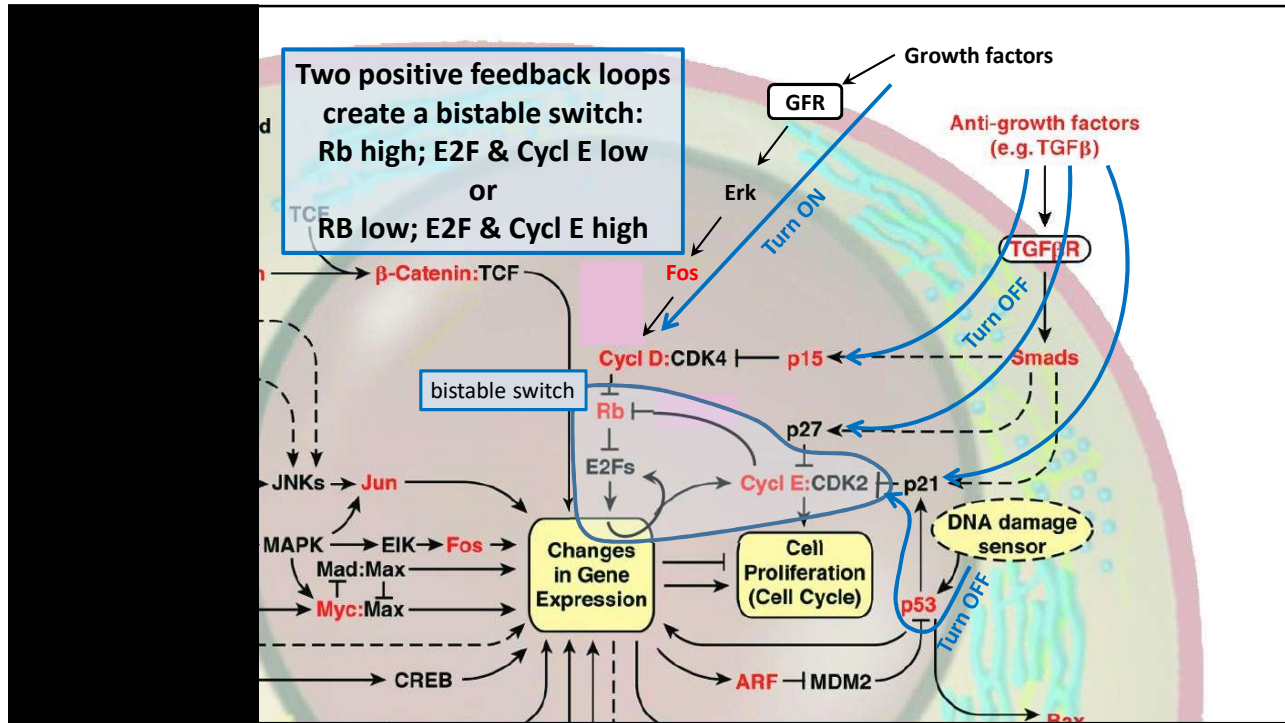 Two positive feedback loops
create a bistable switch:
Rb high; E2F & Cycl E low
or
RB low; E2F & Cycl E high
Growth factors
GFR
Anti-growth factors
(e.g. TGFβ)
d
Erk
Turn ON
TCF
TGFβR
n
β-Catenin:TCF
Fos
Turn OFF
Cycl D:CDK4
p15
Smads
bistable switch
Rb
p27
E2Fs
JNKs
Jun
Cycl E:CDK2
p21
DNA damage
sensor
MAPK
ElK
Fos
Changes
in Gene
Expression
Cell
Proliferation
(Cell Cycle)
Mad:Max
Myc:Max
p53
Turn OFF
CREB
ARF
MDM2
Bax